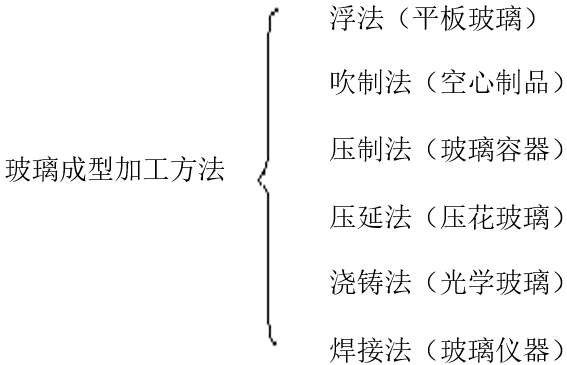 玻璃成型加工方法
浮法（平板玻璃）
吹制法（空心制品）
压制法（玻璃容器）
压延法（压花玻璃）
浇铸法（光学玻璃）
焊接法（玻璃仪器）